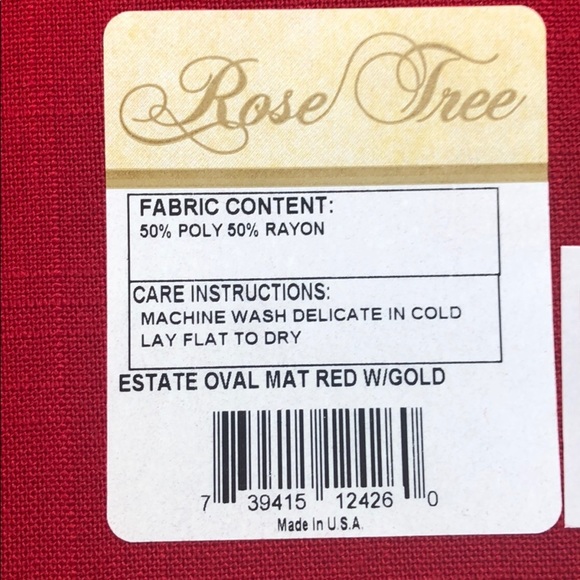 Rose Tree
FABRIC CONTENT:
50% POLY 50% RAYON
CARE INSTRUCTIONS:
MACHINE WASH DELICATE IN COLD
LAY FLAT TO DRY
ESTATE OVAL MAT RED W/GOLD
7 39415 12426 0
Made In U.S.A.